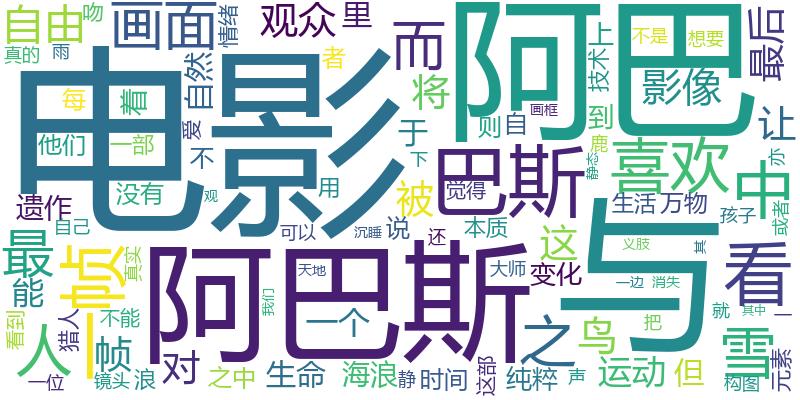 自由 吻 画面 情绪 观众 里 而 阿巴 不是 想要 最后
真的 雨 电影 自然 者 将 技术 上 影像
每 着 爱 则 自 画框 到 让
他们 一部 不 于 下 鹿 喜欢 中 亦
遗作 没有 观 用 被 巴斯 觉得 静态 生活 万物 孩子 或者
自己 可以 沉睡 说 还 本质 这 与 义肢 其 看
最 一帧 真实 阿巴斯 天地 我们 大师 变化 一边 消失
能 看到 人 猎人 不能 一个 之 鸟 把 就 其中 一
帧 对 雪
一位 镜头 浪 之中 生命 海浪 静 时间 这部 纯粹 声 运动 但 构图 元素